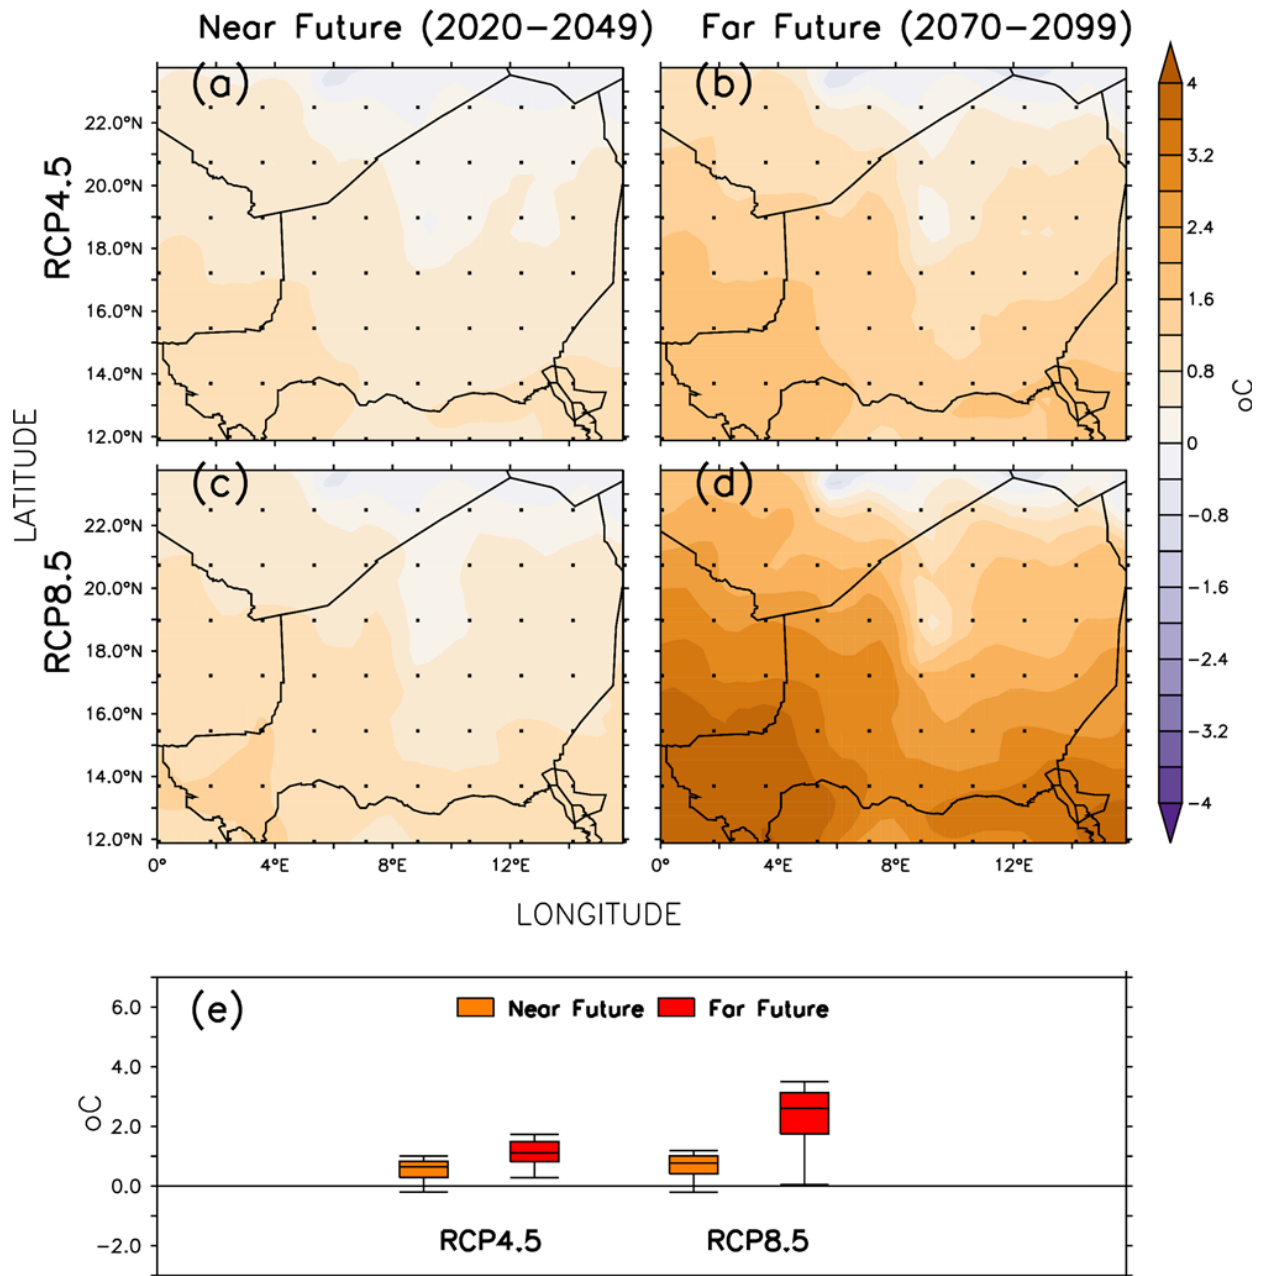 Near Future (2020−2049) Far Future (2070−2099)
(a) (b)
RCP4.5
22.0°N
20.0°N
18.0°N
16.0°N
14.0°N
12.0°N
LATITUDE
(c) (d)
RCP8.5
22.0°N
20.0°N
18.0°N
16.0°N
14.0°N
12.0°N
0° 4°E 8°E 12°E 0° 4°E 8°E 12°E
LONGITUDE
4
3.2
2.4
1.6
0.8
0
−0.8
−1.6
−2.4
−3.2
−4
oC
(e)
Near Future Far Future
6.0
4.0
2.0
0.0
−2.0
oC
RCP4.5 RCP8.5